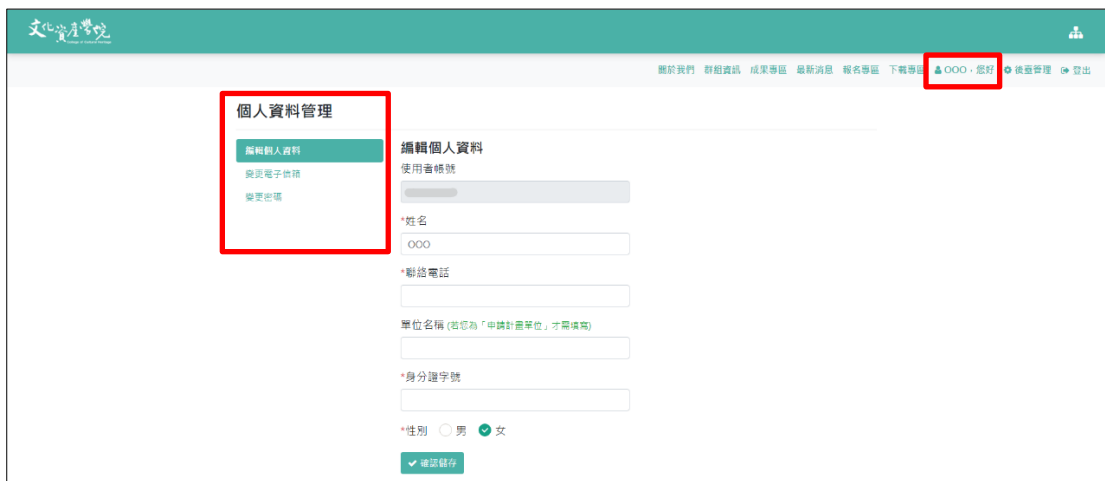 文化資產學院
關於我們 群組資訊 成果專區 最新消息 報名專區 下載專區 OOO,您好 後臺管理 登出
個人資料管理
編輯個人資料
變更電子信箱
變更密碼
編輯個人資料
使用者帳號
*姓名
OOO
*聯絡電話
單位名稱 (若您為「申請計畫單位」才需填寫)
*身分證字號
*性別 男 女
確認儲存